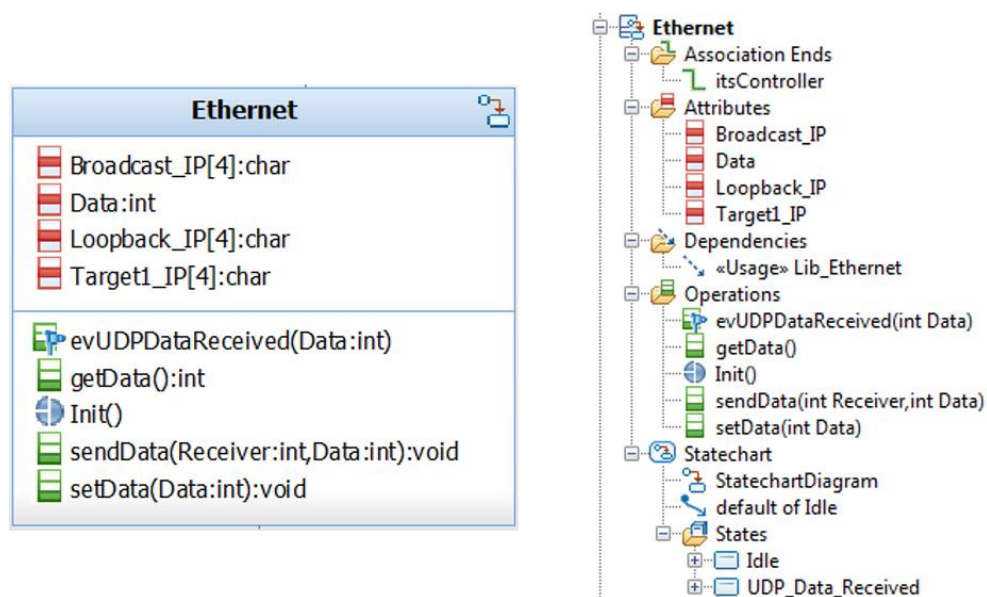 Ethernet
Broadcast_IP[4]:char
Data:int
Loopback_IP[4]:char
Target1_IP[4]:char
evUDPDataReceived(Data:int)
getData():int
Init()
sendData(Receiver:int,Data:int):void
setData(Data:int):void
Ethernet
Association Ends
itsController
Attributes
Broadcast_IP
Data
Loopback_IP
Target1_IP
Dependencies
«Usage» Lib_Ethernet
Operations
evUDPDataReceived(int Data)
getData()
Init()
sendData(int Receiver,int Data)
setData(int Data)
Statechart
StatechartDiagram
default of Idle
States
Idle
UDP_Data_Received